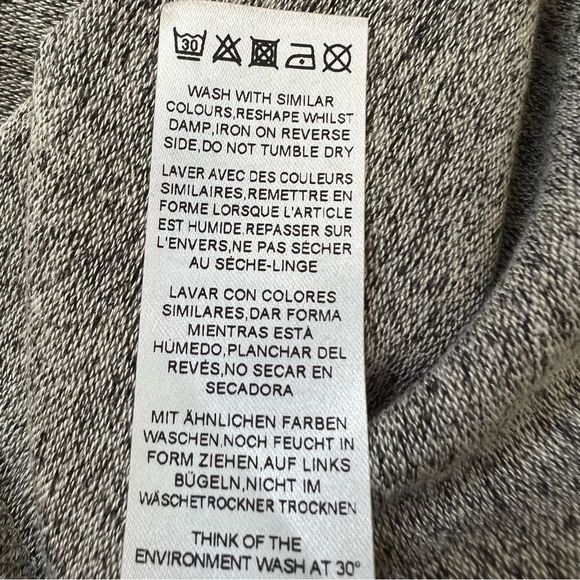 30
WASH WITH SIMILAR
COLOURS,RESHAPE WHILST
DAMP,IRON ON REVERSE
SIDE,DO NOT TUMBLE DRY
LAVER AVEC DES COULEURS
SIMILAIRES,REMETTRE EN
FORME LORSQUE L'ARTICLE
EST HUMIDE,REPASSER SUR
L'ENVERS,NE PAS SÉCHER
AU SÈCHE-LINGE
LAVAR CON COLORES
SIMILARES,DAR FORMA
MIENTRAS ESTÁ
HÚMEDO,PLANCHAR DEL
REVÉS,NO SECAR EN
SECADORA
MIT ÄHNLICHEN FARBEN
WASCHEN,NOCH FEUCHT IN
FORM ZIEHEN,AUF LINKS
BÜGELN,NICHT IM
WÄSCHETROCKNER TROCKNEN
THINK OF THE
ENVIRONMENT WASH AT 30°